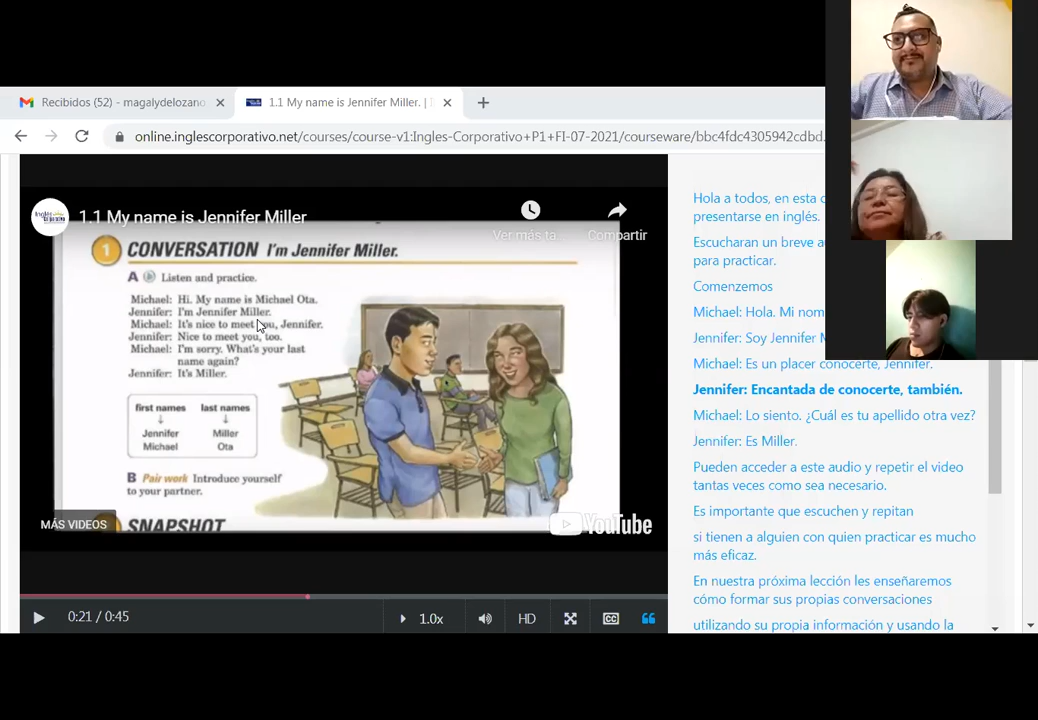 Recibidos (52) - magalydelozano
1.1 My name is Jennifer Miller. |
online.inglescorporativo.net/courses/course-v1:Ingles-Corporativo+P1+FI-07-2021/courseware/bbc4fdc4305942cdbd.
1.1 My name is Jennifer Miller
Ver más ta...
Compartir
1 CONVERSATION I'm Jennifer Miller.
A Listen and practice.
Michael: Hi. My name is Michael Ota.
Jennifer: I'm Jennifer Miller.
Michael: It's nice to meet you, Jennifer.
Jennifer: Nice to meet you, too.
Michael: I'm sorry. What's your last
name again?
Jennifer: It's Miller.
first names last names
↓ ↓
Jennifer Miller
Michael Ota
B Pair work Introduce yourself
to your partner.
SNAPSHOT
MÁS VIDEOS
YouTube
0:21 / 0:45
1.0x
HD
CC
Hola a todos, en esta
presentarse en inglés.
Escucharan un breve
para practicar.
Comenzemos
Michael: Hola. Mi nom
Jennifer: Soy Jennifer M
Michael: Es un placer conocerte, Jennifer.
Jennifer: Encantada de conocerte, también.
Michael: Lo siento. ¿Cuál es tu apellido otra vez?
Jennifer: Es Miller.
Pueden acceder a este audio y repetir el video
tantas veces como sea necesario.
Es importante que escuchen y repitan
si tienen a alguien con quien practicar es mucho
más eficaz.
En nuestra próxima lección les enseñaremos
cómo formar sus propias conversaciones
utilizando su propia información y usando la